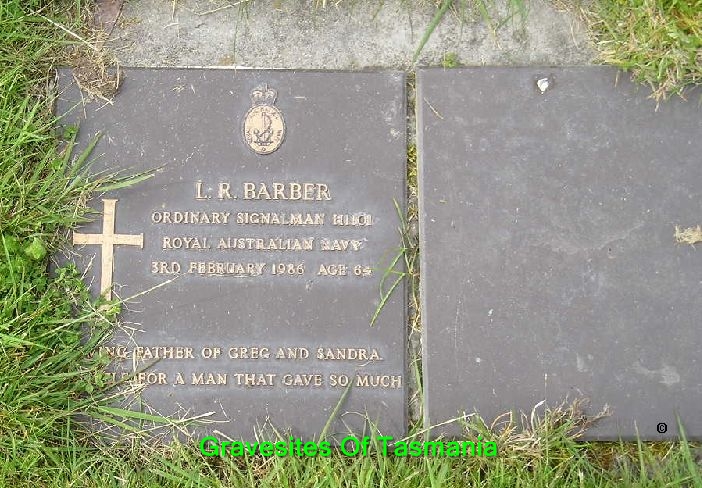 L. R. BARBER
ORDINARY SIGNALMAN
ROYAL AUSTRALIAN NAVY
3RD FEBRUARY 1986 AGE 64
FATHER OF GREG AND SANDRA
FOR A MAN THAT GAVE SO MUCH
Gravesites Of Tasmania
©